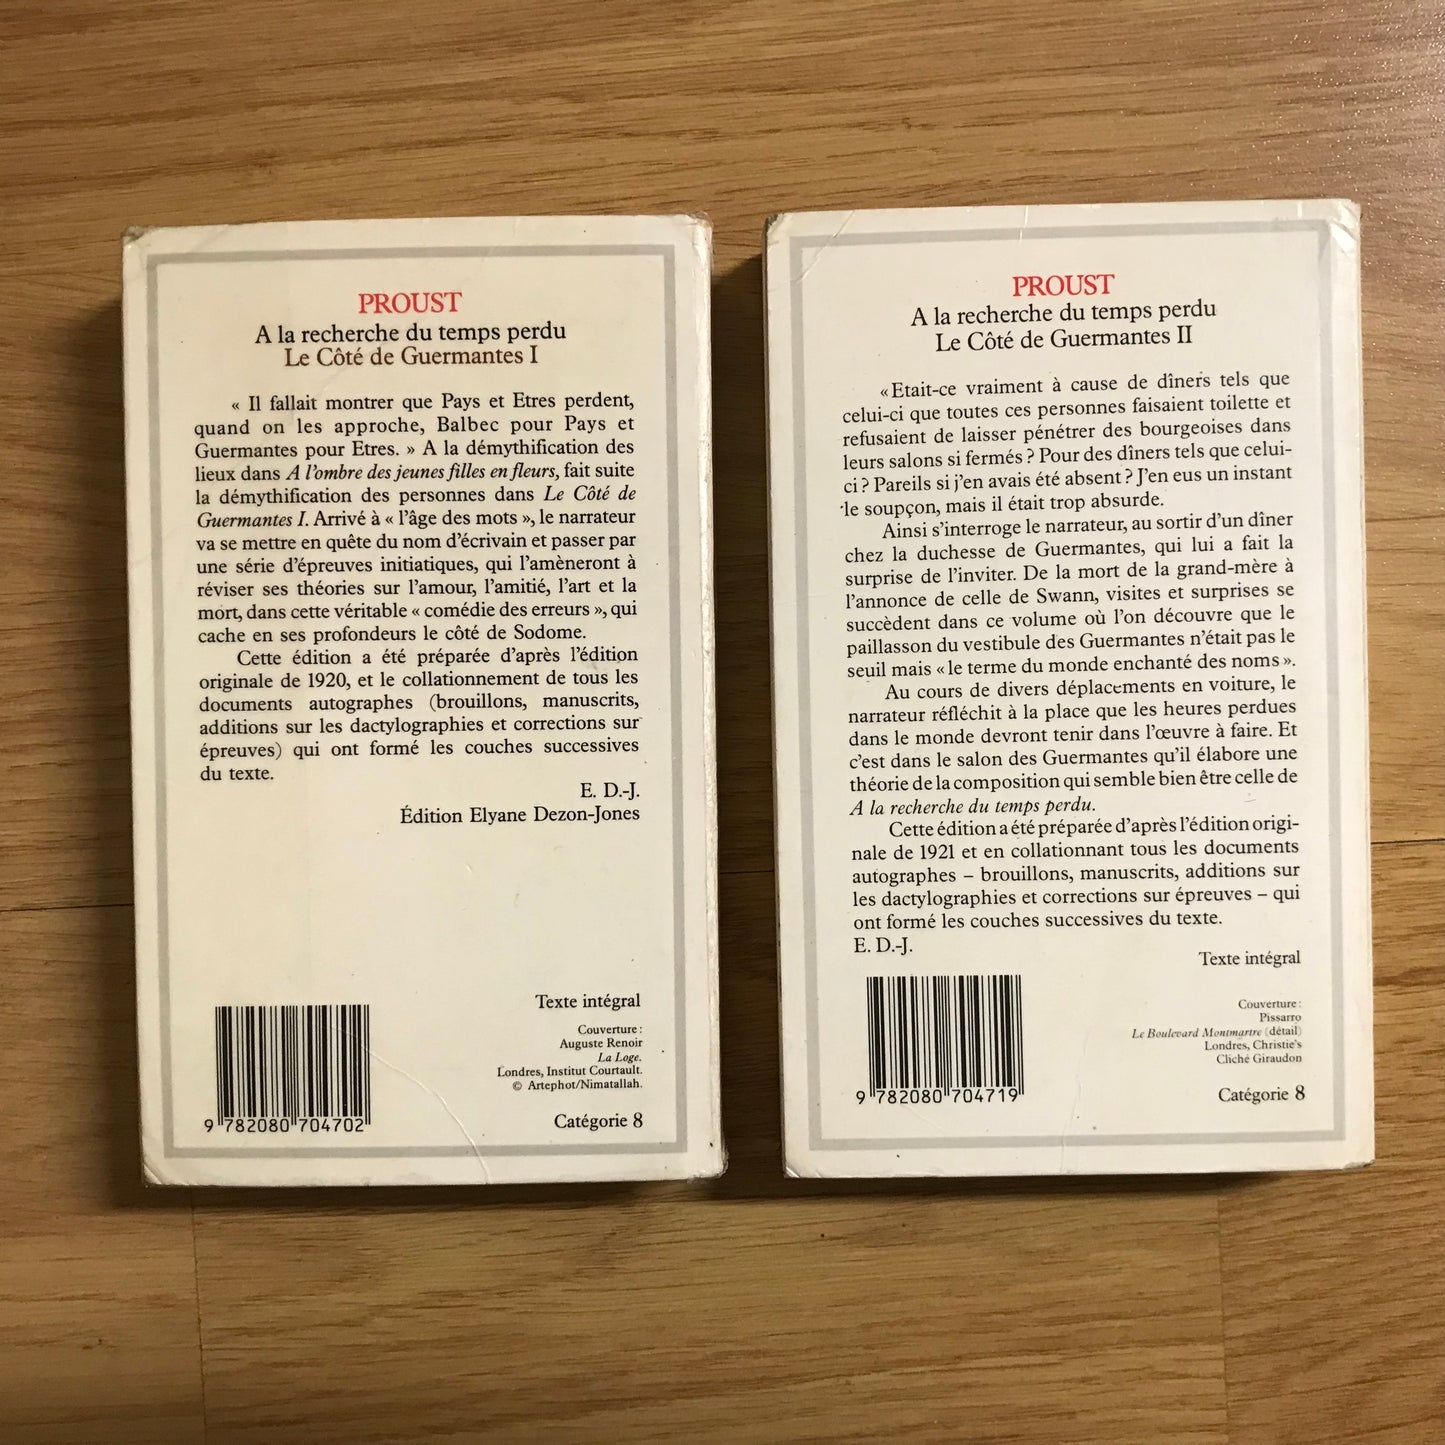 PROUST
A la recherche du temps perdu
Le Côté de Guermantes I
« Il fallait montrer que Pays et Etres perdent,
quand on les approche, Balbec pour Pays et
Guermantes pour Etres. » A la démythification des
lieux dans A l'ombre des jeunes filles en fleurs, fait suite
la démythification des personnes dans Le Côté de
Guermantes I. Arrivé à « l'âge des mots », le narrateur
va se mettre en quête du nom d'écrivain et passer par
une série d'épreuves initiatiques, qui l'amèneront à
réviser ses théories sur l'amour, l'amitié, l'art et la
mort, dans cette véritable « comédie des erreurs », qui
cache en ses profondeurs le côté de Sodome.
Cette édition a été préparée d'après l'édition
originale de 1920, et le collationnement de tous les
documents autographes (brouillons, manuscrits,
additions sur les dactylographies et corrections sur
épreuves) qui ont formé les couches successives
du texte.
E. D.-J.
Édition Elyane Dezon-Jones
Texte intégral
Couverture :
Auguste Renoir
La Loge.
Londres, Institut Courtault.
© Artephot/Nimatallah.
Catégorie 8
9 782080 704702
PROUST
A la recherche du temps perdu
Le Côté de Guermantes II
« Etait-ce vraiment à cause de dîners tels que
celui-ci que toutes ces personnes faisaient toilette et
refusaient de laisser pénétrer des bourgeoises dans
leurs salons si fermés ? Pour des dîners tels que celui-
ci ? Pareils si j'en avais été absent ? J'en eus un instant
le soupçon, mais il était trop absurde.
Ainsi s'interroge le narrateur, au sortir d'un dîner
chez la duchesse de Guermantes, qui lui a fait la
surprise de l'inviter. De la mort de la grand-mère à
l'annonce de celle de Swann, visites et surprises se
succèdent dans ce volume où l'on découvre que le
paillasson du vestibule des Guermantes n'était pas le
seuil mais « le terme du monde enchanté des noms ».
Au cours de divers déplacements en voiture, le
narrateur réfléchit à la place que les heures perdues
dans le monde devront tenir dans l'œuvre à faire. Et
c'est dans le salon des Guermantes qu'il élabore une
théorie de la composition qui semble bien être celle de
A la recherche du temps perdu.
Cette édition a été préparée d'après l'édition origi-
nale de 1921 et en collationnant tous les documents
autographes – brouillons, manuscrits, additions sur
les dactylographies et corrections sur épreuves – qui
ont formé les couches successives du texte.
E. D.-J.
Texte intégral
Couverture :
Pissarro
Le Boulevard Montmartre (détail)
Londres, Christie's
Cliché Giraudon
Catégorie 8
9 782080 704719